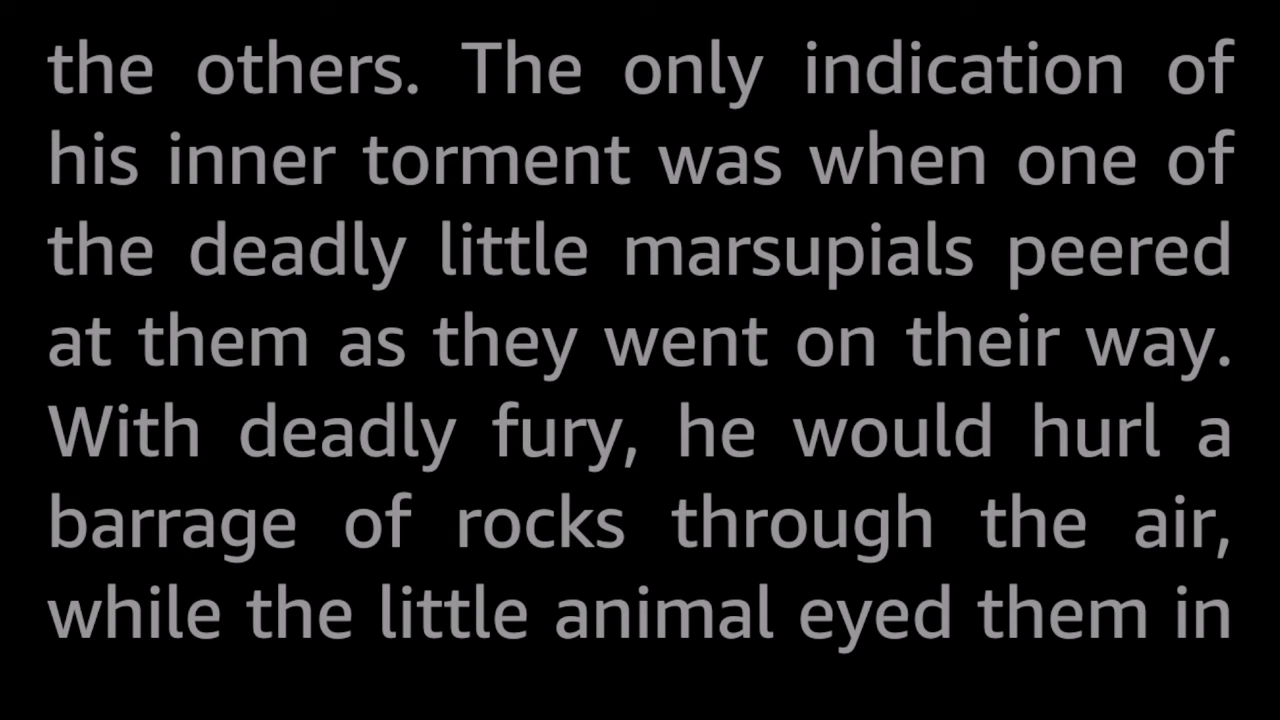 the others. The only indication of
his inner torment was when one of
the deadly little marsupials peered
at them as they went on their way.
With deadly fury, he would hurl a
barrage of rocks through the air,
while the little animal eyed them in